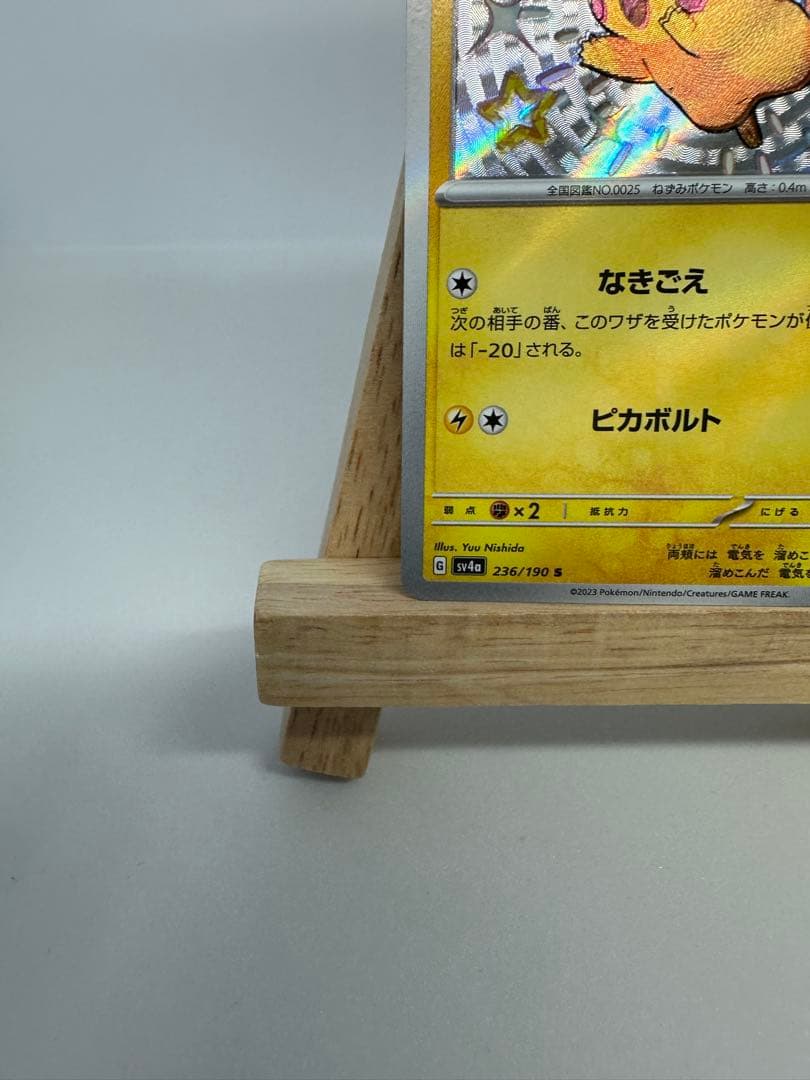 全国図鑑NO.0025 ねずみポケモン 高さ:0.4m
なきごえ
次の相手の番、このワザを受けたポケモンが
は「-20」される。
ピカボルト
弱点 ×2 抵抗力 にげる
Illus. Yuu Nishida
両頬には 電気を 溜めこ
G sv4a 236/190 S
溜めこんだ 電気を
©2023 Pokémon/Nintendo/Creatures/GAME FREAK.